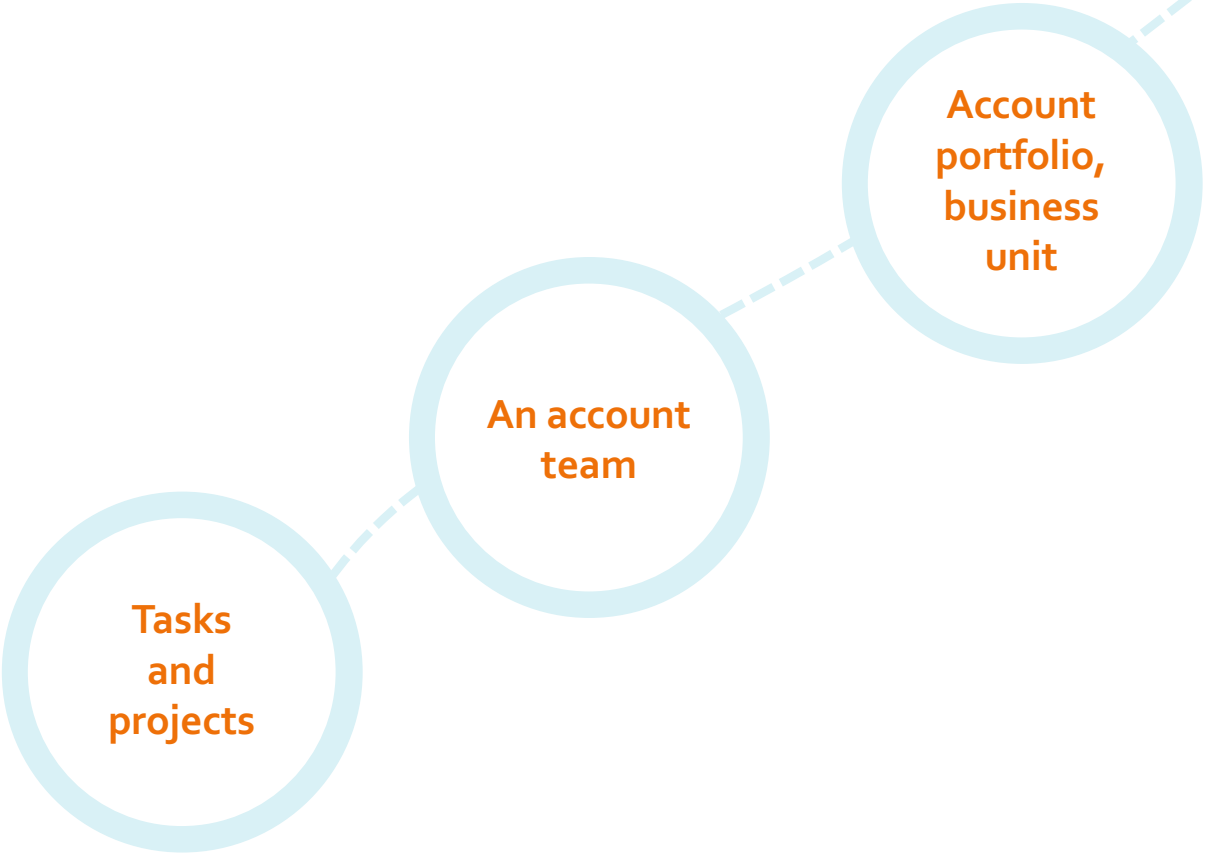 Account
portfolio,
business
unit
An account
team
Tasks
and
projects